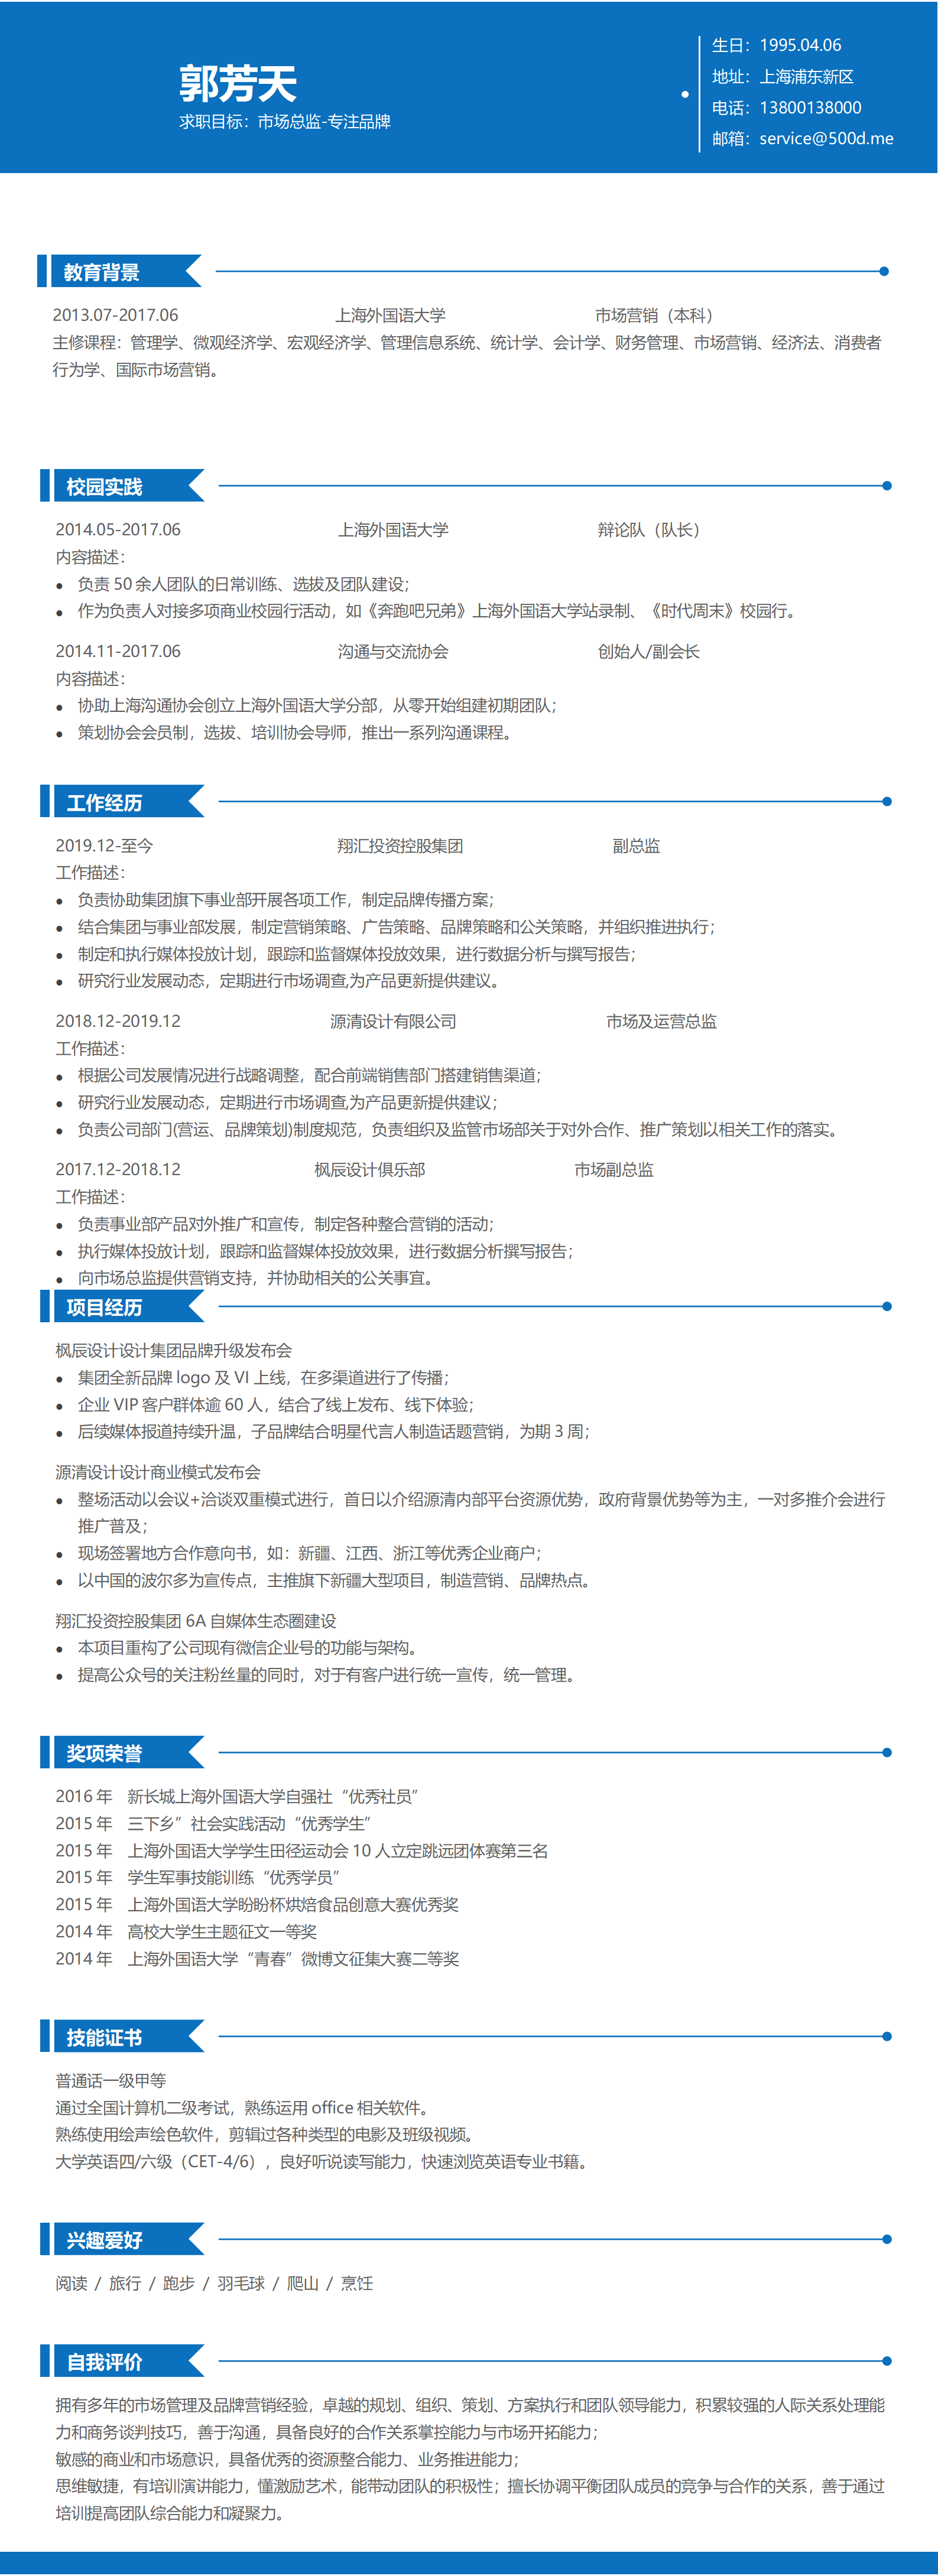 郭芳天
求职目标：市场总监-专注品牌
生日：1995.04.06
地址：上海浦东新区
电话：13800138000
邮箱：service@500d.me
教育背景
2013.07-2017.06 上海外国语大学 市场营销（本科）
主修课程：管理学、微观经济学、宏观经济学、管理信息系统、统计学、会计学、财务管理、市场营销、经济法、消费者
行为学、国际市场营销。
校园实践
2014.05-2017.06 上海外国语大学 辩论队（队长）
内容描述：
● 负责 50 余人团队的日常训练、选拔及团队建设；
● 作为负责人对接多项商业校园行活动，如《奔跑吧兄弟》上海外国语大学站录制、《时代周末》校园行。
2014.11-2017.06 沟通与交流协会 创始人/副会长
内容描述：
● 协助上海沟通协会创立上海外国语大学分部，从零开始组建初期团队；
● 策划协会会员制，选拔、培训协会导师，推出一系列沟通课程。
工作经历
2019.12-至今 翔汇投资控股集团 副总监
工作描述：
● 负责协助集团旗下事业部开展各项工作，制定品牌传播方案；
● 结合集团与事业部发展，制定营销策略、广告策略、品牌策略和公关策略，并组织推进执行；
● 制定和执行媒体投放计划，跟踪和监督媒体投放效果，进行数据分析与撰写报告；
● 研究行业发展动态，定期进行市场调查,为产品更新提供建议。
2018.12-2019.12 源清设计有限公司 市场及运营总监
工作描述：
● 根据公司发展情况进行战略调整，配合前端销售部门搭建销售渠道；
● 研究行业发展动态，定期进行市场调查,为产品更新提供建议；
● 负责公司部门(营运、品牌策划)制度规范，负责组织及监管市场部关于对外合作、推广策划以相关工作的落实。
2017.12-2018.12 枫辰设计俱乐部 市场副总监
工作描述：
● 负责事业部产品对外推广和宣传，制定各种整合营销的活动；
● 执行媒体投放计划，跟踪和监督媒体投放效果，进行数据分析撰写报告；
● 向市场总监提供营销支持，并协助相关的公关事宜。
项目经历
枫辰设计设计集团品牌升级发布会
● 集团全新品牌 logo 及 VI 上线，在多渠道进行了传播；
● 企业 VIP 客户群体逾 60 人，结合了线上发布、线下体验；
● 后续媒体报道持续升温，子品牌结合明星代言人制造话题营销，为期 3 周；
源清设计设计商业模式发布会
● 整场活动以会议+洽谈双重模式进行，首日以介绍源清内部平台资源优势，政府背景优势等为主，一对多推介会进行
推广普及；
● 现场签署地方合作意向书，如：新疆、江西、浙江等优秀企业商户；
● 以中国的波尔多为宣传点，主推旗下新疆大型项目，制造营销、品牌热点。
翔汇投资控股集团 6A 自媒体生态圈建设
● 本项目重构了公司现有微信企业号的功能与架构。
● 提高公众号的关注粉丝量的同时，对于有客户进行统一宣传，统一管理。
奖项荣誉
2016 年 新长城上海外国语大学自强社“优秀社员”
2015 年 三下乡”社会实践活动“优秀学生”
2015 年 上海外国语大学学生田径运动会 10 人立定跳远团体赛第三名
2015 年 学生军事技能训练“优秀学员”
2015 年 上海外国语大学盼盼杯烘焙食品创意大赛优秀奖
2014 年 高校大学生主题征文一等奖
2014 年 上海外国语大学“青春”微博文征集大赛二等奖
技能证书
普通话一级甲等
通过全国计算机二级考试，熟练运用 office 相关软件。
熟练使用绘声绘色软件，剪辑过各种类型的电影及班级视频。
大学英语四/六级（CET-4/6），良好听说读写能力，快速浏览英语专业书籍。
兴趣爱好
阅读 / 旅行 / 跑步 / 羽毛球 / 爬山 / 烹饪
自我评价
拥有多年的市场管理及品牌营销经验，卓越的规划、组织、策划、方案执行和团队领导能力，积累较强的人际关系处理能
力和商务谈判技巧，善于沟通，具备良好的合作关系掌控能力与市场开拓能力；
敏感的商业和市场意识，具备优秀的资源整合能力、业务推进能力；
思维敏捷，有培训演讲能力，懂激励艺术，能带动团队的积极性；擅长协调平衡团队成员的竞争与合作的关系，善于通过
培训提高团队综合能力和凝聚力。